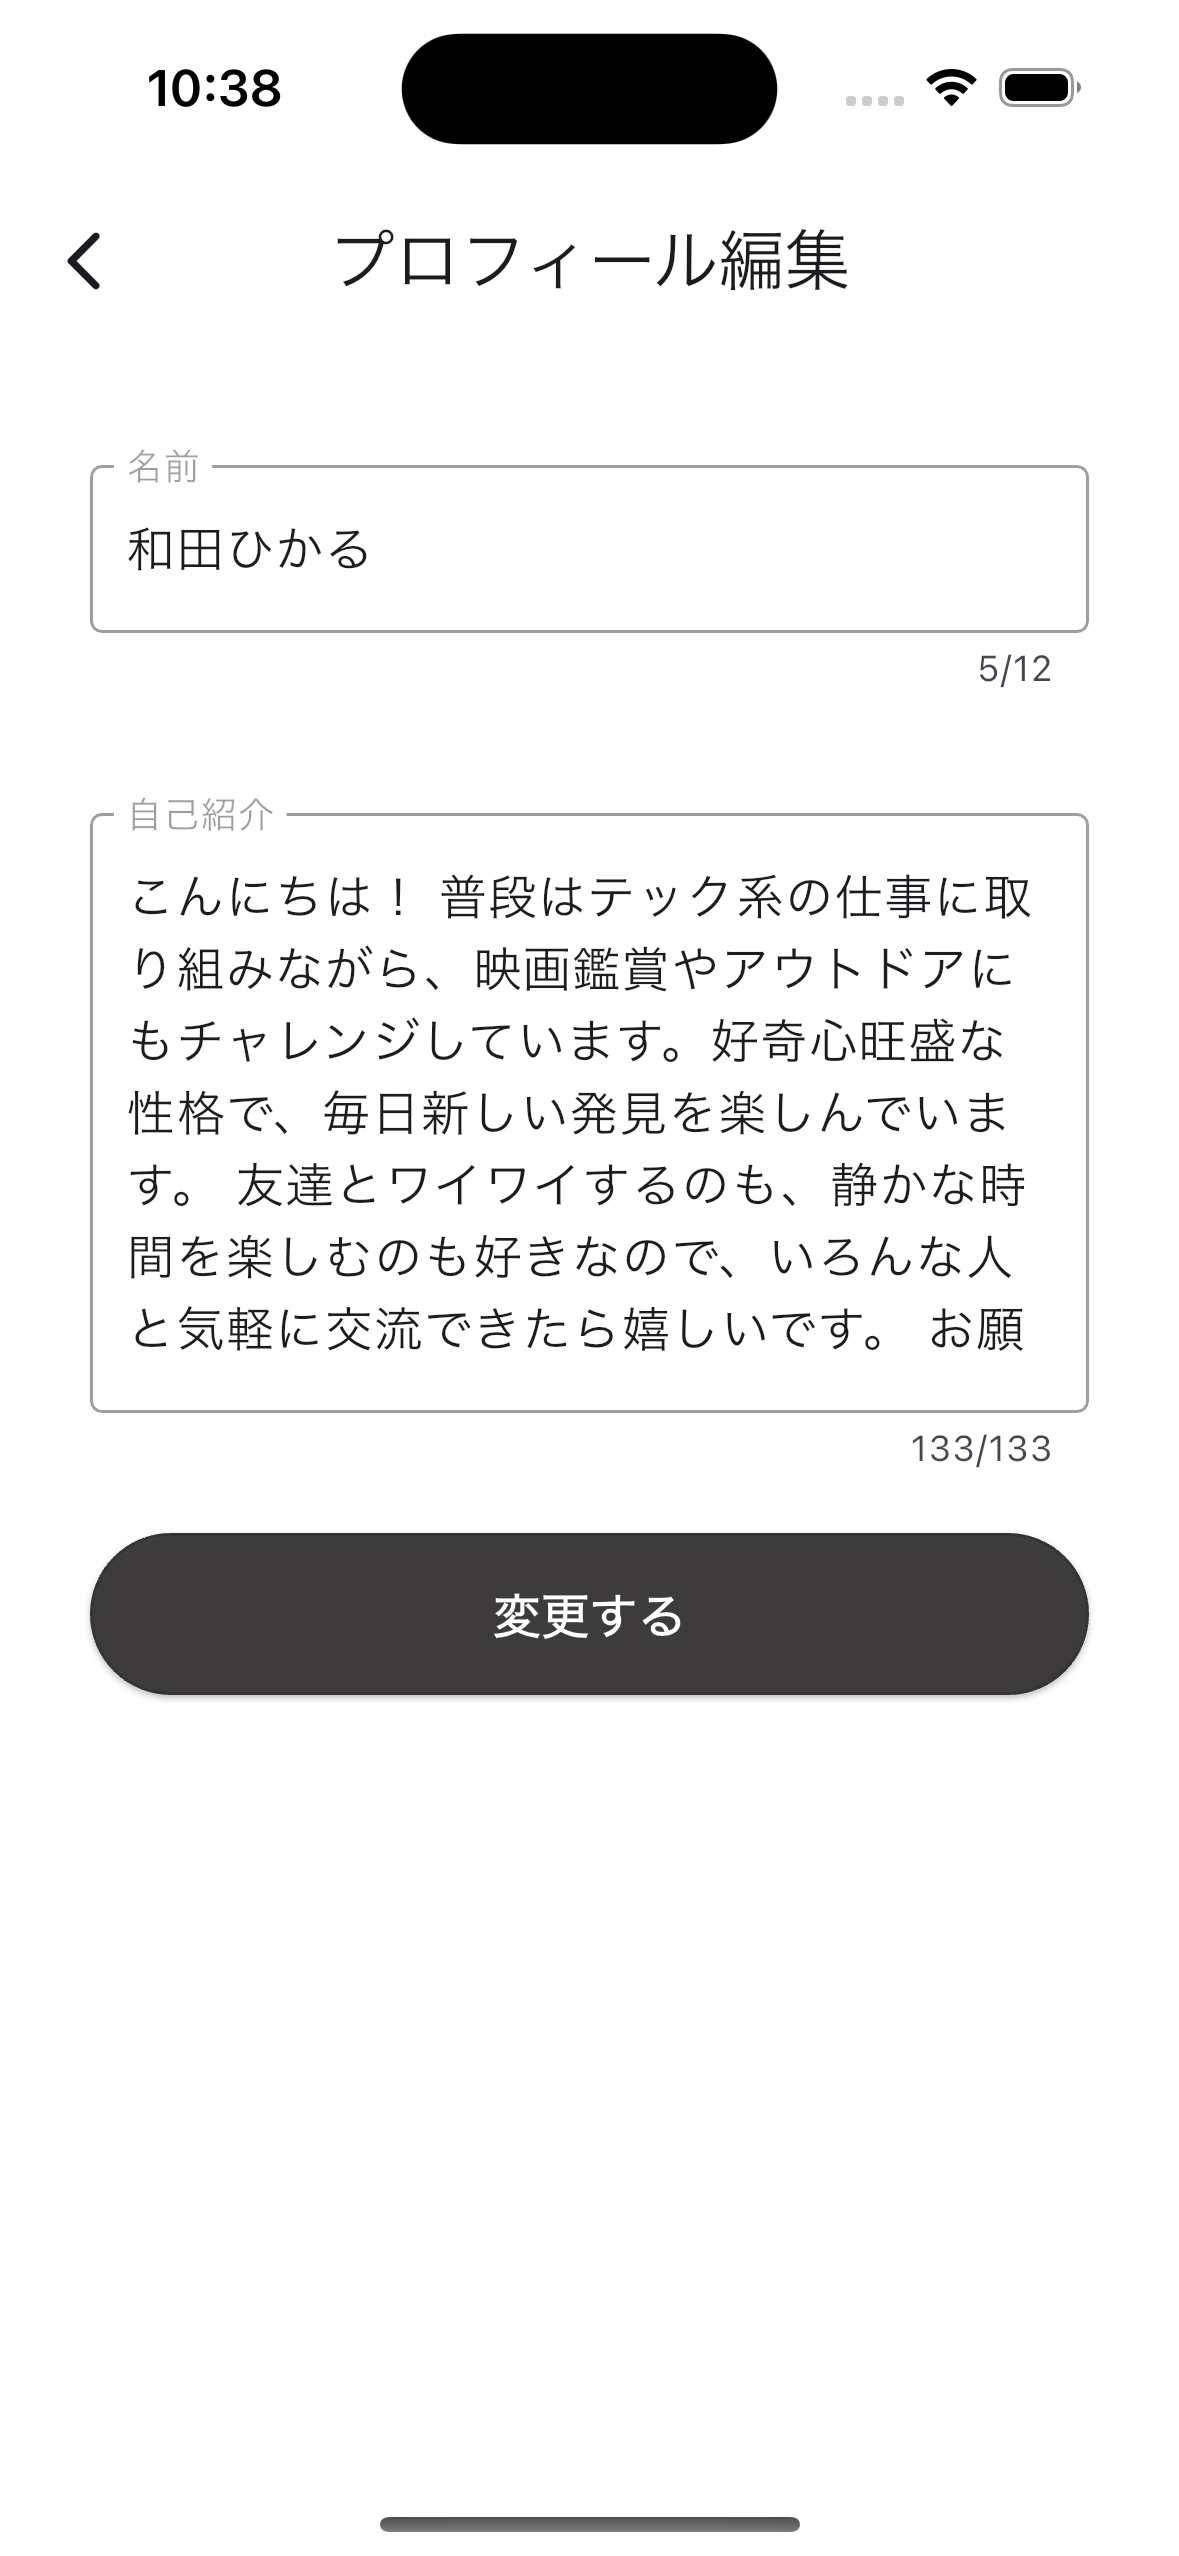 10:38
プロフィール編集
名前
和田ひかる
5/12
自己紹介
こんにちは！ 普段はテック系の仕事に取
り組みながら、映画鑑賞やアウトドアに
もチャレンジしています。好奇心旺盛な
性格で、毎日新しい発見を楽しんでいま
す。 友達とワイワイするのも、静かな時
間を楽しむのも好きなので、いろんな人
と気軽に交流できたら嬉しいです。 お願
133/133
変更する